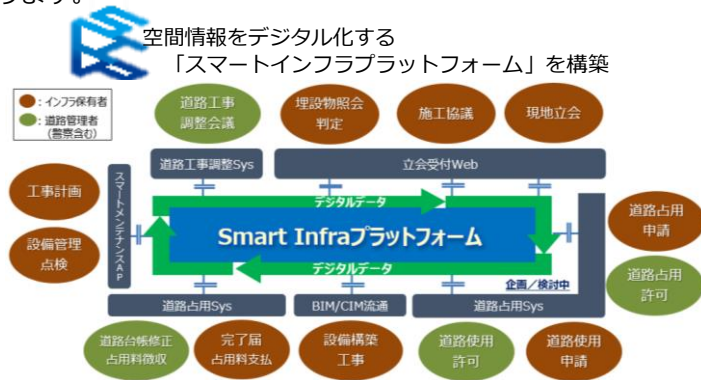 ります。
空間情報をデジタル化する
「スマートインフラプラットフォーム」を構築
●:インフラ保有者
●:道路管理者
(警察含む)
道路工事
調整会議
埋設物照会
判定
施工協議
現地立会
道路工事調整Sys
立会受付Web
工事計画
設備管理
点検
スマートメンテナンスAP
デジタルデータ
Smart Infraプラットフォーム
デジタルデータ
企画/検討中
道路占用
申請
道路占用
許可
道路占用Sys
BIM/CIM流通
道路占用Sys
道路台帳修正
占用料徴収
完了届
占用料支払
設備構築
工事
道路使用
許可
道路使用
申請